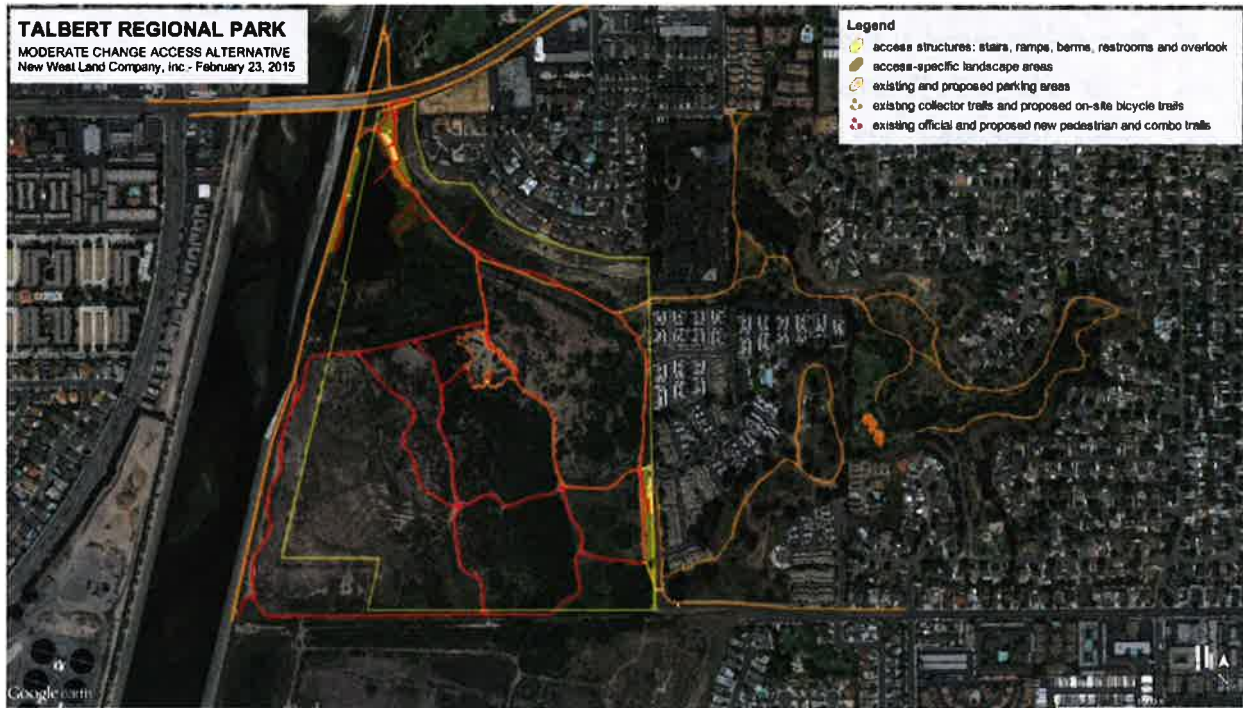 TALBERT REGIONAL PARK
MODERATE CHANGE ACCESS ALTERNATIVE
New West Land Company, inc - February 23, 2015
Legend
access structures: stairs, ramps, berms, restrooms and overlook
access-specific landscape areas
existing and proposed parking areas
existing collector trails and proposed on-site bicycle trails
existing official and proposed new pedestrian and combo trails
Google earth
N